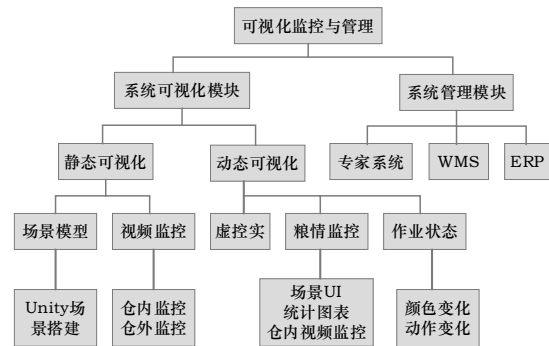 可视化监控与管理
系统可视化模块
系统管理模块
静态可视化
动态可视化
专家系统
WMS
ERP
场景模型
视频监控
虚控实
粮情监控
作业状态
Unity场
景搭建
仓内监控
仓外监控
场景UI
统计图表
仓内视频监控
颜色变化
动作变化